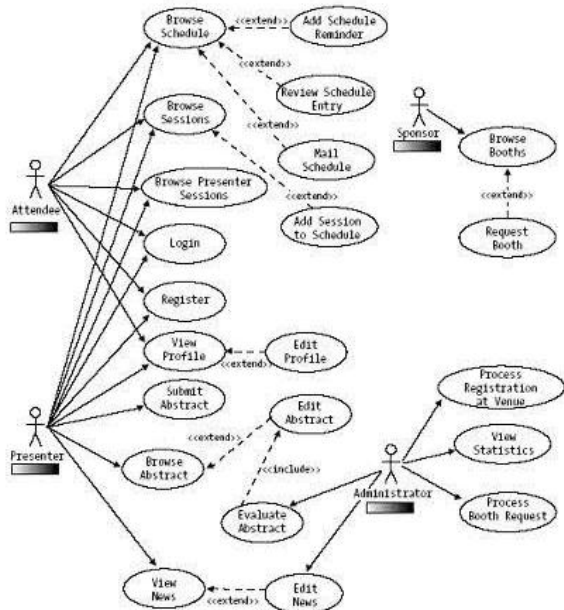 Browse
Schedule
<<extend>>
Add Schedule
Reminder
<<extend>>
Review Schedule
Entry
Browse
Sessions
<<extend>>
Mail
Schedule
Sponsor
Browse
Booths
Attendee
Browse Presenter
Sessions
<<extend>>
Add Session
to Schedule
<<extend>>
Request
Booth
Login
Register
View
Profile
<<extend>>
Edit
Profile
Submit
Abstract
Process
Registration
at Venue
Edit
Abstract
<<extend>>
View
Statistics
Presenter
Browse
Abstract
<<include>>
Administrator
Evaluate
Abstract
Process
Booth Request
View
News
<<extend>>
Edit
News